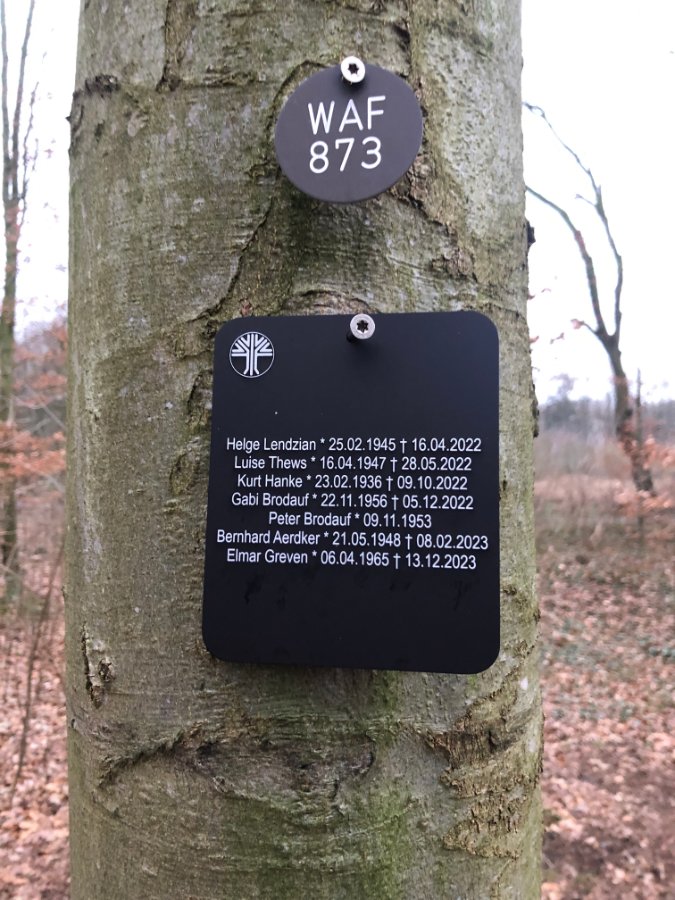 WAF
873
Helge Lendzian * 25.02.1945 † 16.04.2022
Luise Thews * 16.04.1947 † 28.05.2022
Kurt Hanke * 23.02.1936 † 09.10.2022
Gabi Brodauf * 22.11.1956 † 05.12.2022
Peter Brodauf * 09.11.1953
Bernhard Aerdker * 21.05.1948 † 08.02.2023
Elmar Greven * 06.04.1965 † 13.12.2023